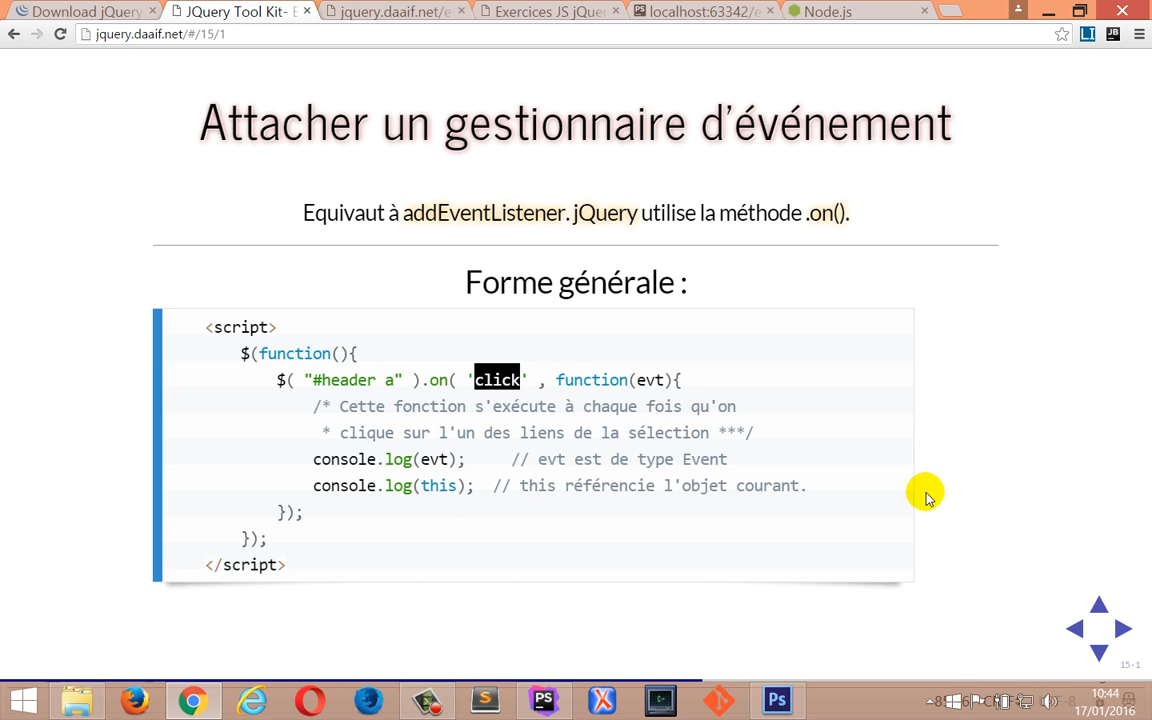 Download jQuery
JQuery Tool Kit- E
jquery.daaif.net/e
Exercices JS jQuer
localhost:63342/e
Node.js
jquery.daaif.net/#/15/1
Attacher un gestionnaire d'événement
Equivaut à addEventListener. jQuery utilise la méthode .on().
Forme générale :
<script>
$(function(){
$( "#header a" ).on( 'click' , function(evt){
/* Cette fonction s'exécute à chaque fois qu'on
* clique sur l'un des liens de la sélection ***/
console.log(evt); // evt est de type Event
console.log(this); // this référencie l'objet courant.
});
});
</script>
15-1
10:44
17/01/2016